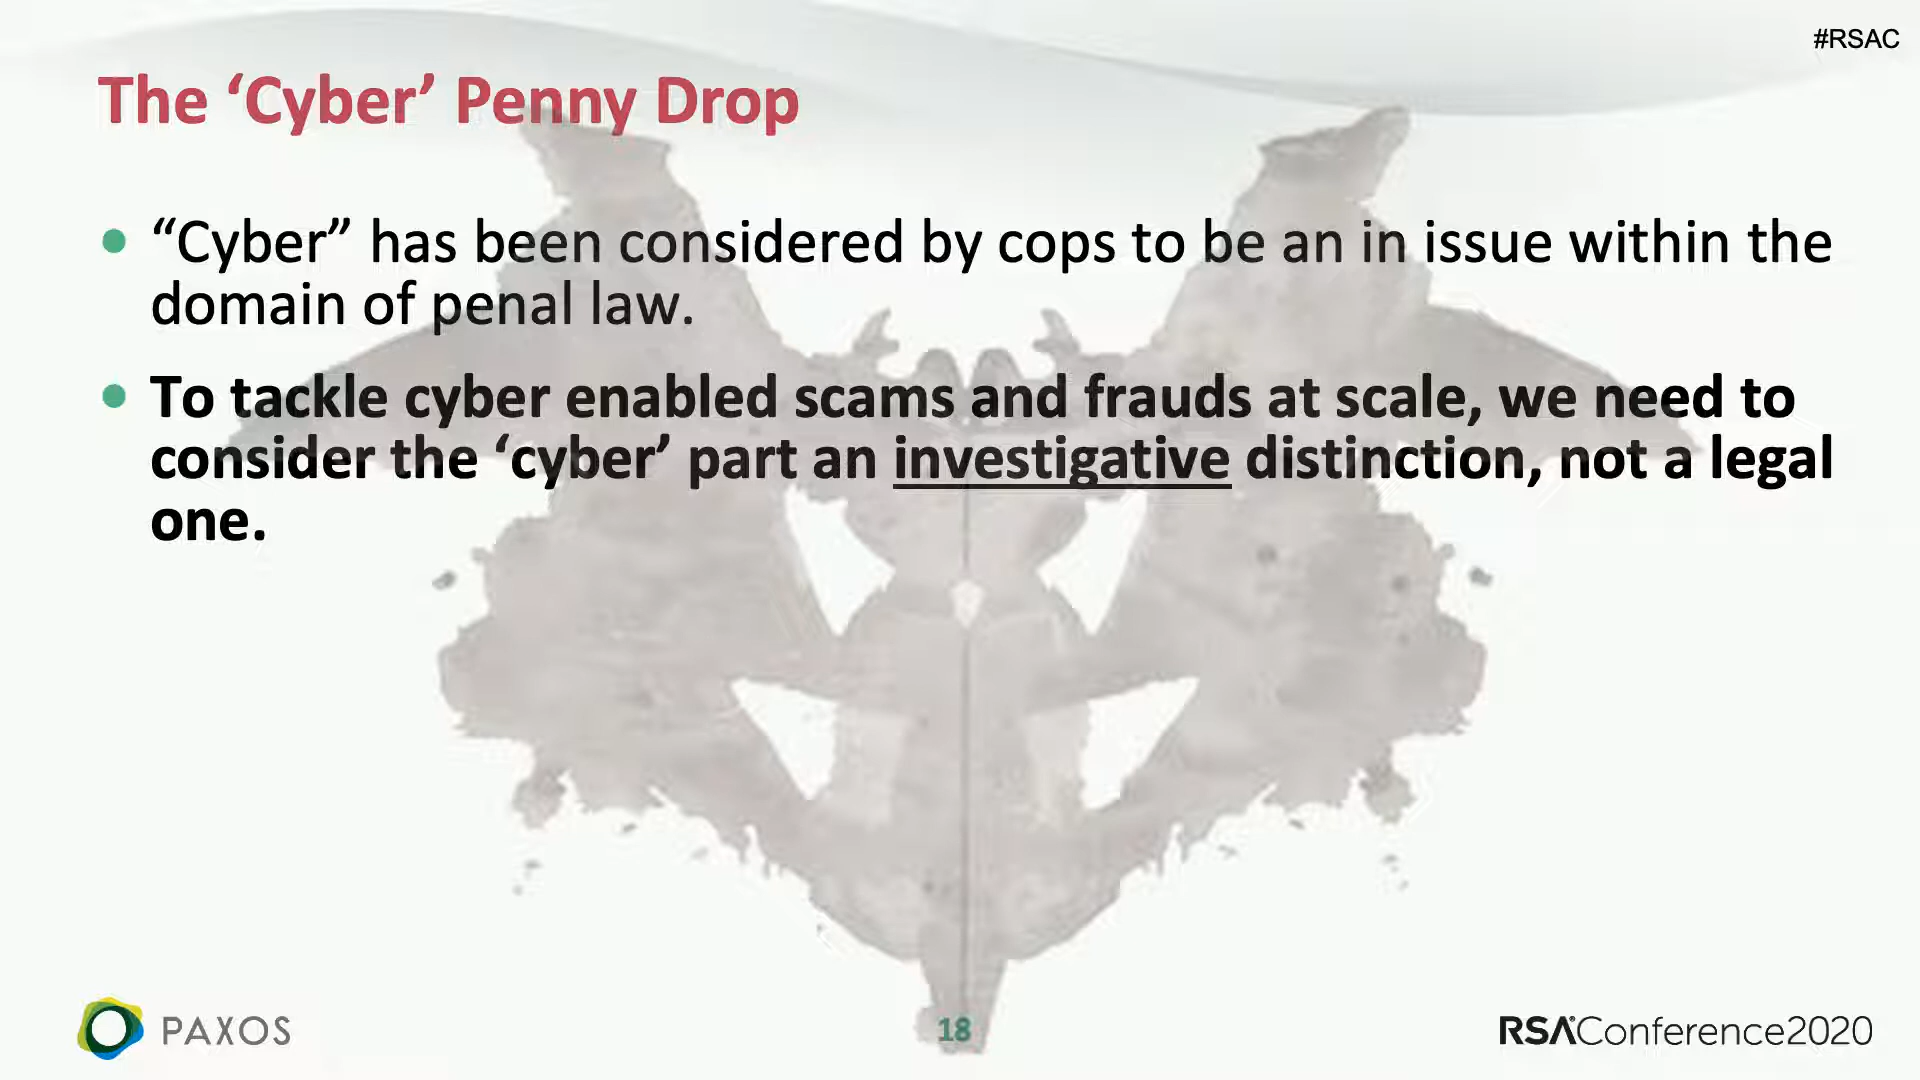 #RSAC
The ‘Cyber’ Penny Drop
• “Cyber” has been considered by cops to be an in issue within the
domain of penal law.
• To tackle cyber enabled scams and frauds at scale, we need to
consider the ‘cyber’ part an investigative distinction, not a legal
one.
PAXOS
18
RSAConference2020